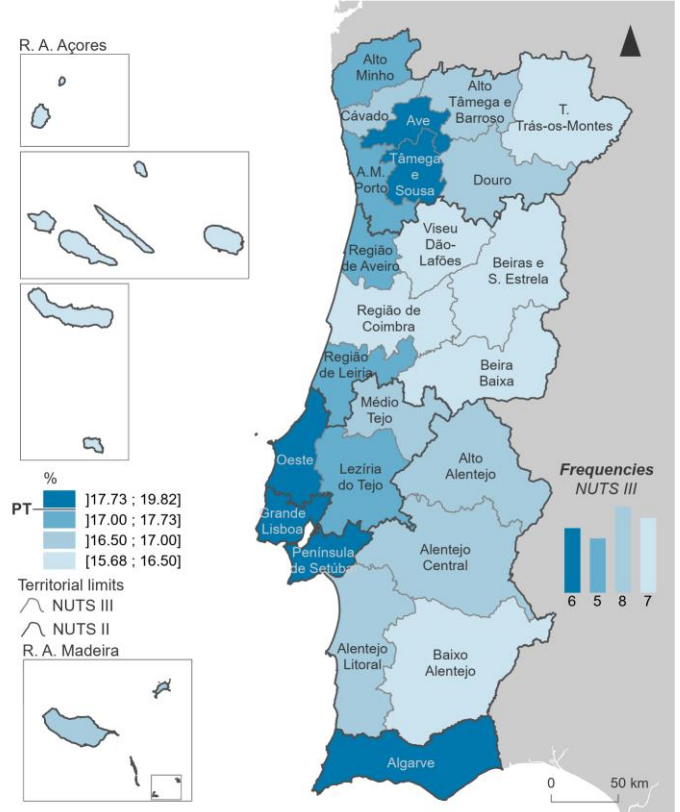 R. A. Açores
Alto
Minho
Cávado
Ave
Alto
Tâmega e
Barroso
T.
Trás-os-Montes
Tâmega
e
Sousa
A.M.
Porto
Douro
Viseu
Dão-
Lafões
Região
de Aveiro
Beiras e
S. Estrela
Região de
Coimbra
Região
de Leiria
Beira
Baixa
Médio
Tejo
Oeste
Lezíria
do Tejo
Alto
Alentejo
Grande
Lisboa
Península
de Setúbal
Alentejo
Central
Alentejo
Litoral
Baixo
Alentejo
Algarve
%
PT
]17.73 ; 19.82]
]17.00 ; 17.73]
]16.50 ; 17.00]
[15.68 ; 16.50]
Territorial limits
NUTS III
NUTS II
R. A. Madeira
Frequencies
NUTS III
6 5 8 7
0 50 km